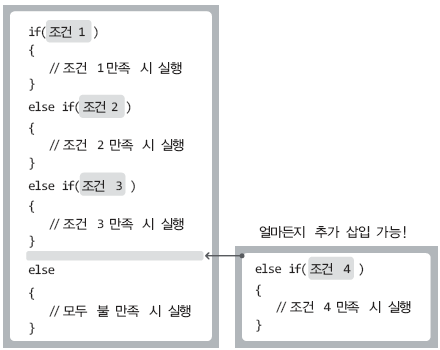 if(조건 1 )
{
// 조건 1만족 시 실행
}
else if(조건 2 )
{
// 조건 2 만족 시 실행
}
else if(조건 3 )
{
// 조건 3 만족 시 실행
}
else
{
// 모두 불 만족 시 실행
}
얼마든지 추가 삽입 가능!
else if(조건 4 )
{
// 조건 4 만족 시 실행
}